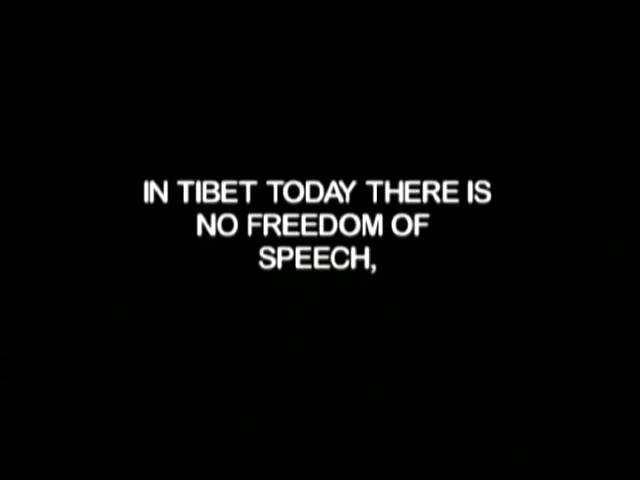 IN TIBET TODAY THERE IS
NO FREEDOM OF
SPEECH,